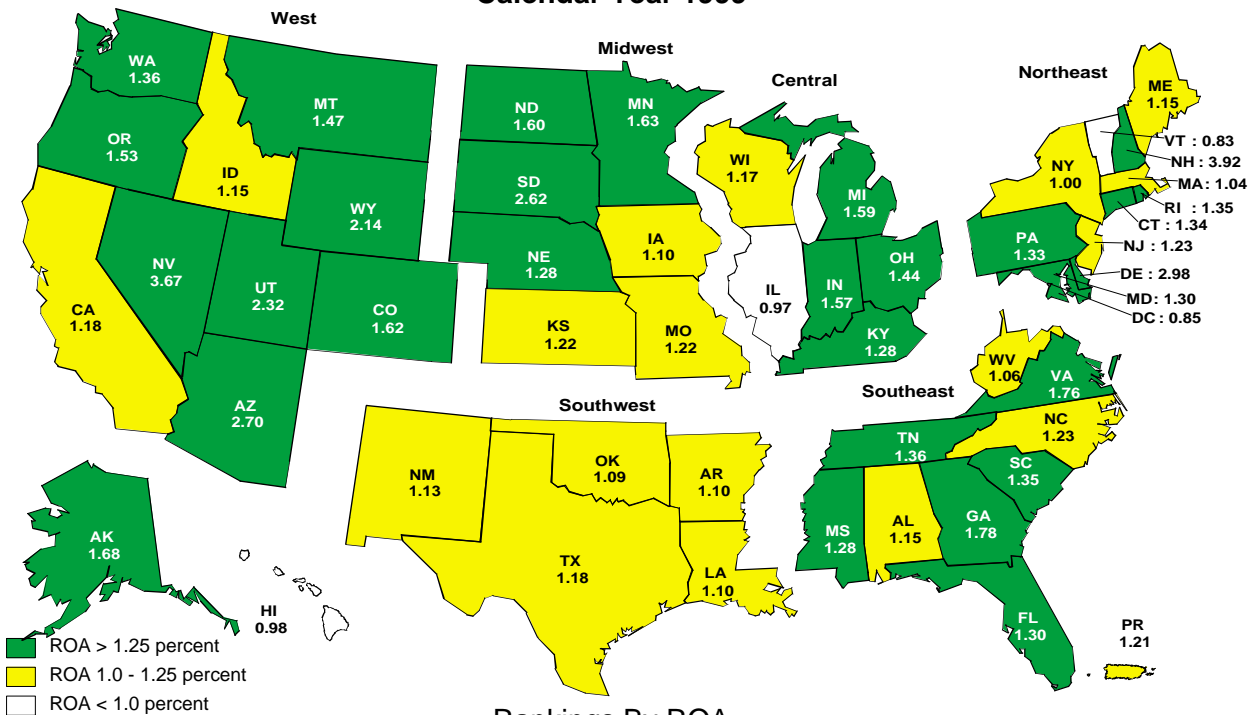 West
Midwest
Central
Northeast
WA
1.36
MT
1.47
ND
1.60
MN
1.63
OR
1.53
ID
1.15
WY
2.14
SD
2.62
WI
1.17
MI
1.59
NY
1.00
ME
1.15
VT : 0.83
NH : 3.92
MA : 1.04
RI : 1.35
CT : 1.34
NJ : 1.23
DE : 2.98
MD: 1.30
DC : 0.85
PA
1.33
CA
1.18
NV
3.67
UT
2.32
CO
1.62
NE
1.28
IA
1.10
IL
0.97
IN
1.57
OH
1.44
KS
1.22
MO
1.22
KY
1.28
WV
1.06
VA
1.76
AZ
2.70
Southwest
Southeast
NM
1.13
OK
1.09
AR
1.10
TN
1.36
NC
1.23
SC
1.35
AK
1.68
HI
0.98
TX
1.18
LA
1.10
MS
1.28
AL
1.15
GA
1.78
FL
1.30
PR
1.21
ROA > 1.25 percent
ROA 1.0 - 1.25 percent
ROA < 1.0 percent
Rankings By ROA